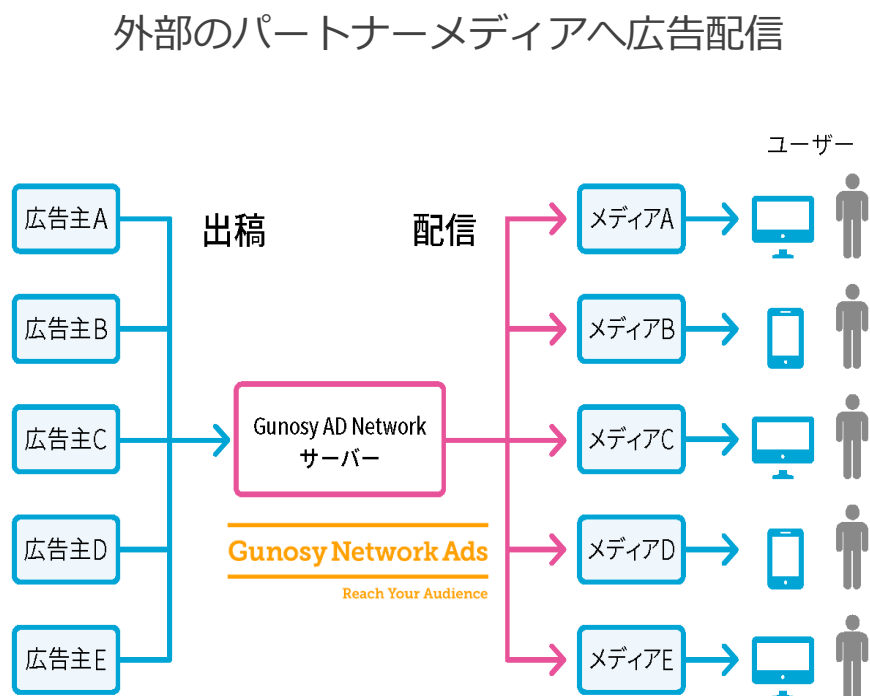 外部のパートナーメディアへ広告配信
ユーザー
広告主A
出稿
配信
メディアA
広告主B
メディアB
広告主C
Gunosy AD Network
サーバー
メディアC
Gunosy Network Ads
Reach Your Audience
広告主D
メディアD
広告主E
メディアE